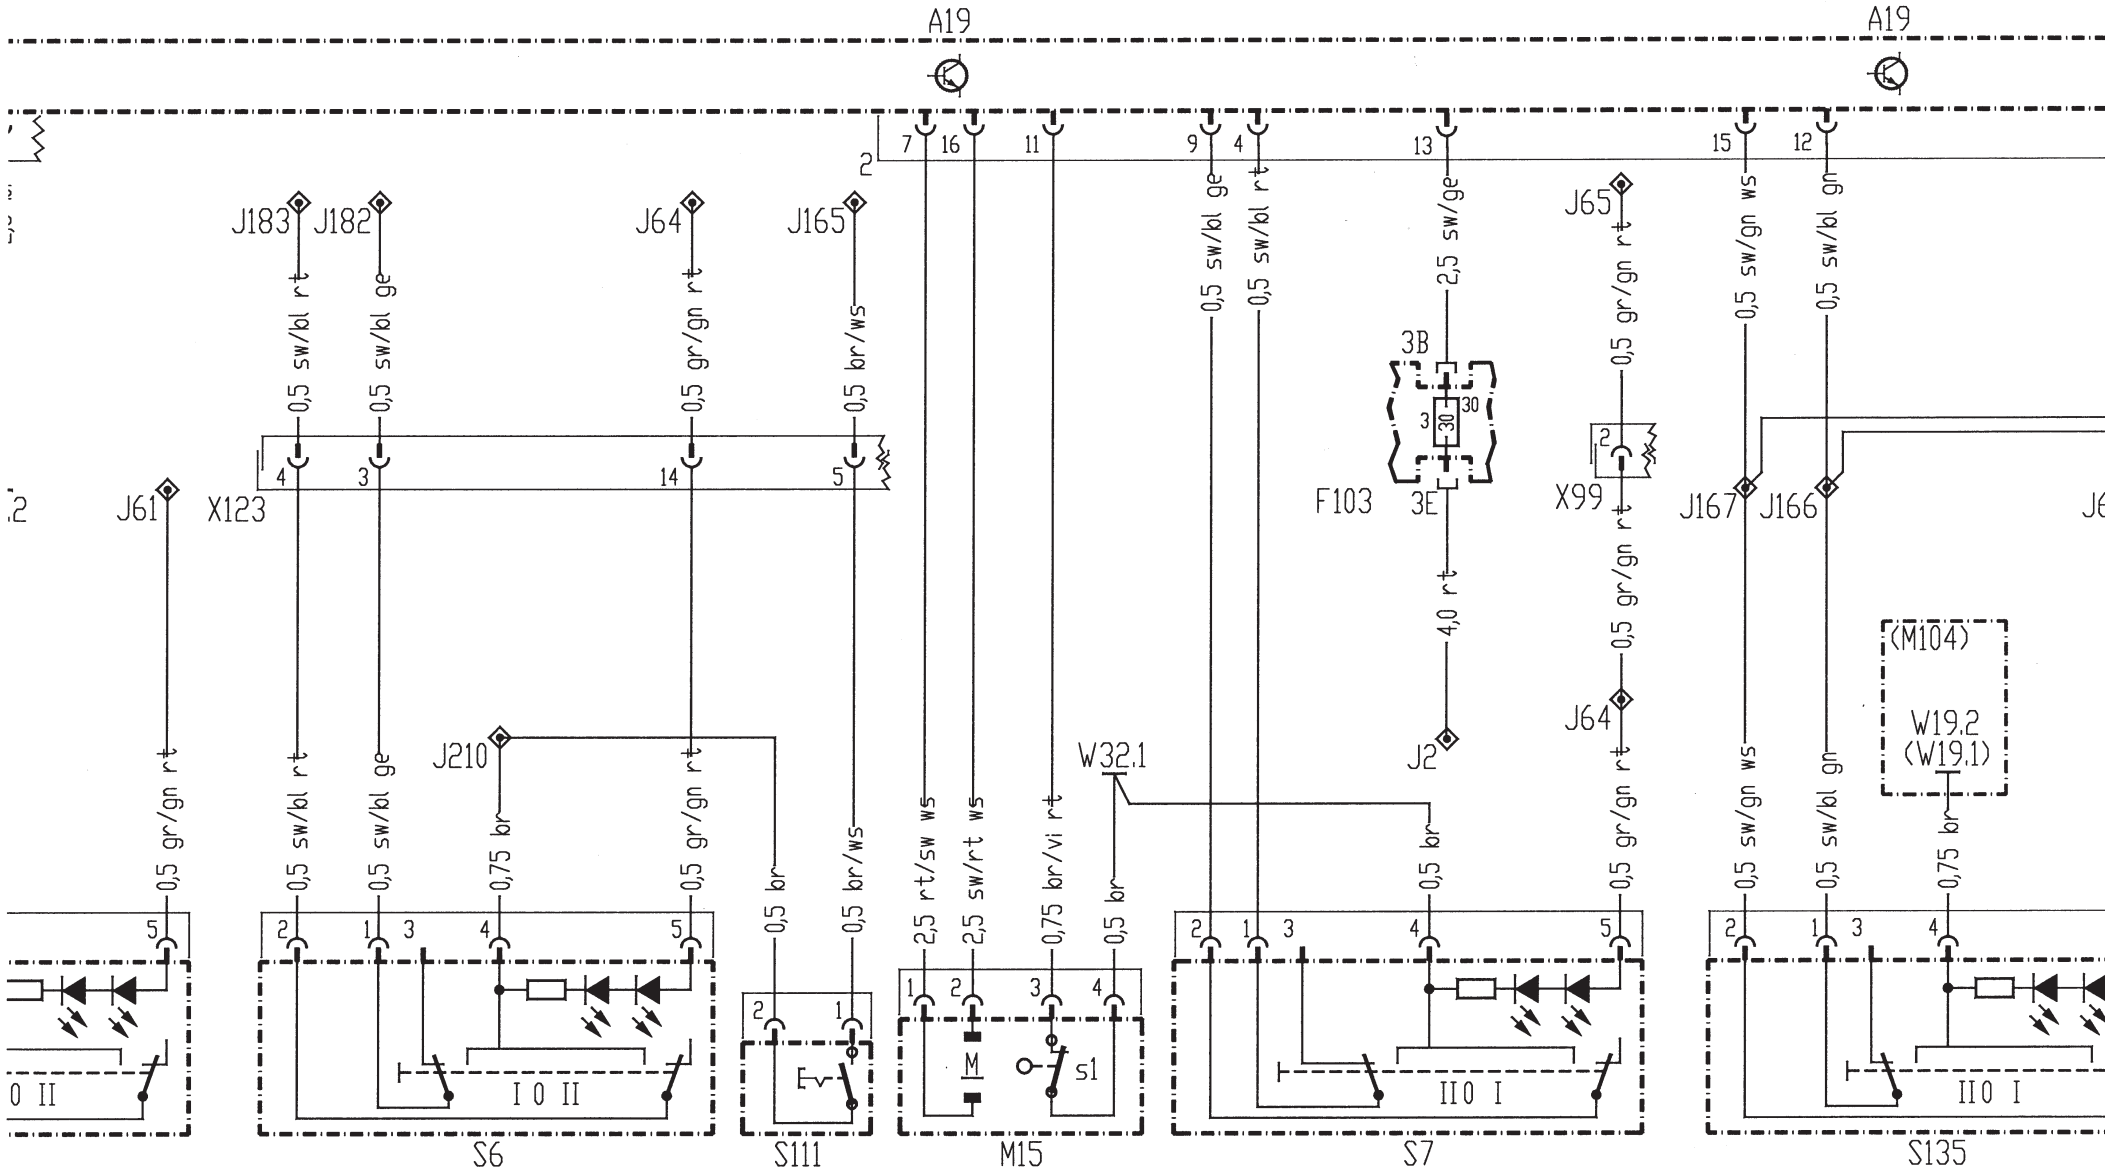 A19
A19
7
16
11
9
4
13
15
12
2
J183
J182
J64
J165
J65
0,5 sw/bl rt
0,5 sw/bl ge
0,5 gr/gn rt
0,5 br/ws
0,5 sw/bl ge
0,5 sw/bl rt
2,5 sw/ge
0,5 gr/gn rt
0,5 sw/gn ws
0,5 sw/bl gn
3B
3
30
30
F103
3E
2
X99
J167
J166
J6
.2
J61
X123
4
3
14
5
4,0 rt
0,5 gr/gn rt
J210
W32.1
J2
J64
(M104)
W19.2
(W19.1)
0,5 gr/gn rt
0,5 sw/bl rt
0,5 sw/bl ge
0,75 br
0,5 gr/gn rt
0,5 br
0,5 br/ws
2,5 rt/sw ws
2,5 sw/rt ws
0,75 br/vi rt
0,5 br
0,5 br
0,5 gr/gn rt
0,5 sw/gn ws
0,5 sw/bl gn
0,75 br
5
2
1
3
4
5
2
1
3
4
5
2
1
3
4
2
1
1
2
3
4
M
s1
0 II
I 0 II
II0 I
II0 I
S6
S111
M15
S7
S135